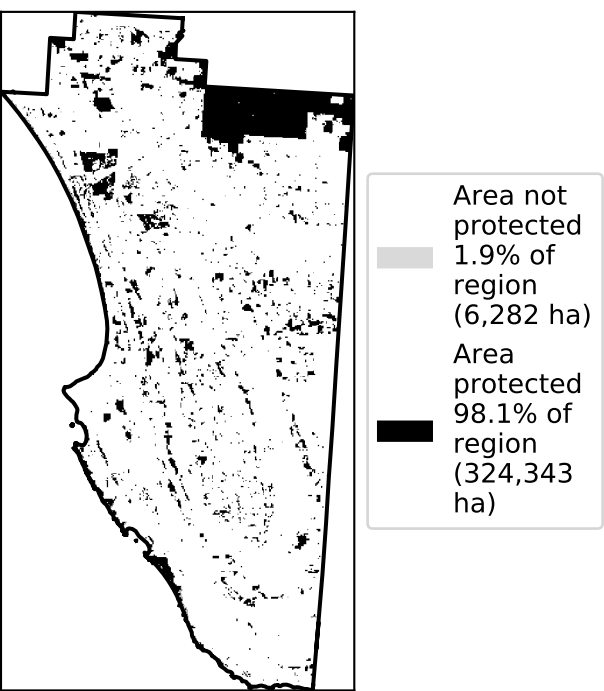 Area not
protected
1.9% of
region
(6,282 ha)
Area
protected
98.1% of
region
(324,343
ha)